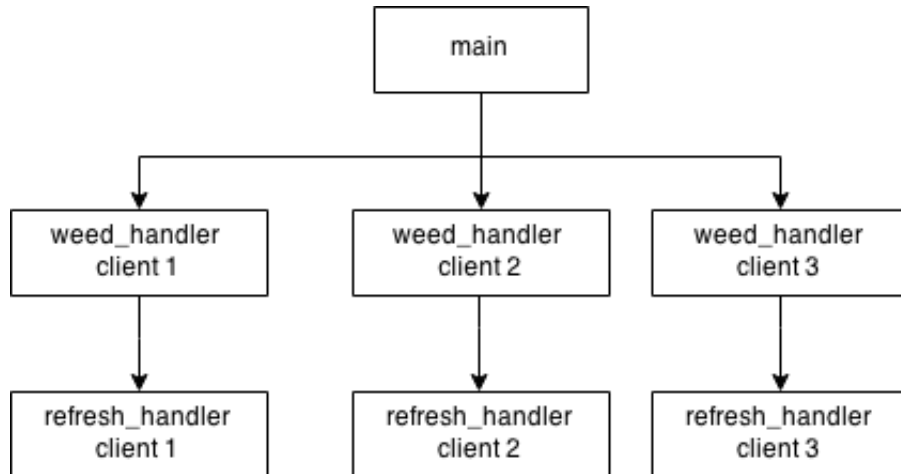 main
weed_handler
client 1
weed_handler
client 2
weed_handler
client 3
refresh_handler
client 1
refresh_handler
client 2
refresh_handler
client 3